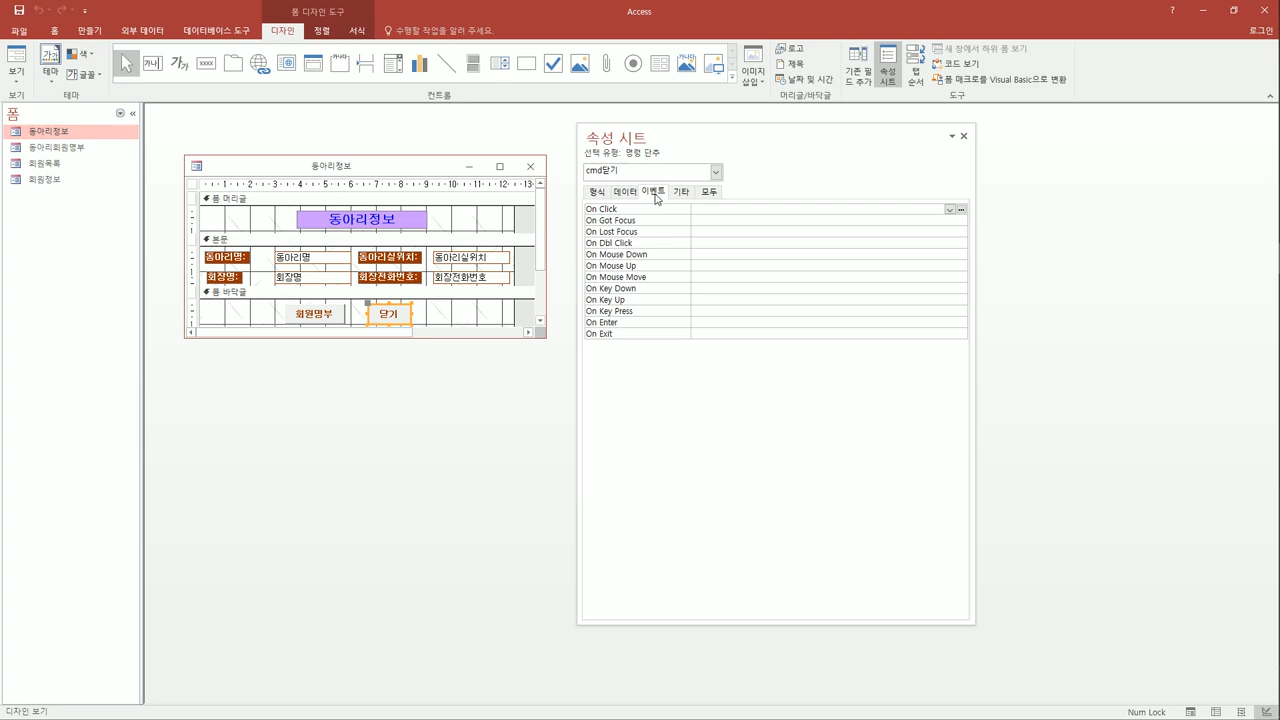 폼 디자인 도구
Access
?
파일 홈 만들기 외부 데이터 데이터베이스 도구 디자인 정렬 서식 수행할 작업을 알려 주세요.
로그인
보기
테마
색
글꼴
가나
가가
xxxx
이미지 삽입
로고
제목
날짜 및 시간
기존 필드 추가
속성 시트
탭 순서
새 창에서 하위 폼 보기
코드 보기
폼 매크로를 Visual Basic으로 변환
보기
테마
컨트롤
머리글/바닥글
도구
폼
동아리정보
동아리회원명부
회원목록
회원정보
동아리정보
1 2 3 4 5 6 7 8 9 10 11 12 13
폼 머리글
동아리정보
본문
동아리명: 동아리명 동아리실위치: 동아리실위치
회장명: 회장명 회장전화번호: 회장전화번호
폼 바닥글
회원명부 닫기
속성 시트
선택 유형: 명령 단추
cmd닫기
형식 데이터 이벤트 기타 모두
On Click
On Got Focus
On Lost Focus
On Dbl Click
On Mouse Down
On Mouse Up
On Mouse Move
On Key Down
On Key Up
On Key Press
On Enter
On Exit
디자인 보기
Num Lock